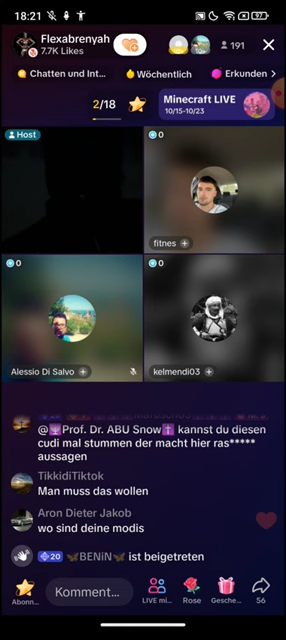 18:21
97
Flexabrenyah
7.7K Likes
191
Chatten und Int...
Wöchentlich
Erkunden
2/18
Minecraft LIVE
10/15-10/23
Host
0
fitnes
0
Alessio Di Salvo
0
kelmendi03
@🕎Prof. Dr. ABU Snow✝️ kannst du diesen
cudi mal stummen der macht hier ras*****
aussagen
TikkidiTiktok
Man muss das wollen
Aron Dieter Jakob
wo sind deine modis
20 🦋BENiN🦋 ist beigetreten
Abonn...
Komment...
LIVE mi...
Rose
Gesche...
56